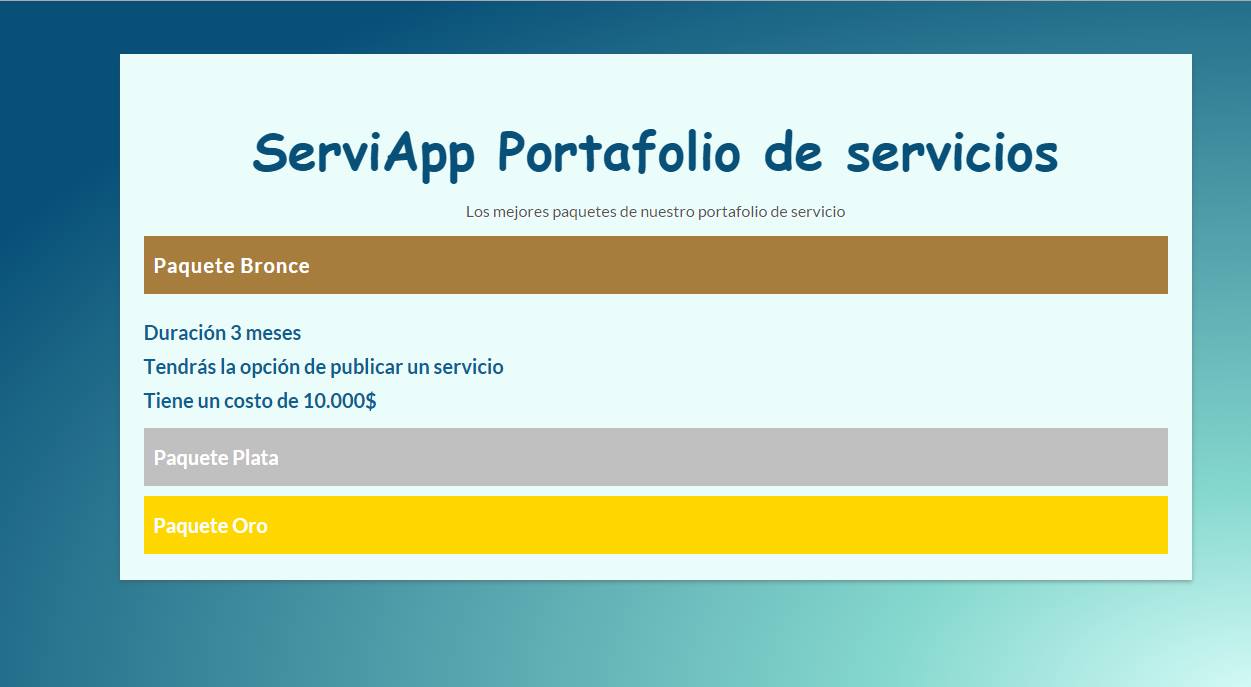 ServiApp Portafolio de servicios
Los mejores paquetes de nuestro portafolio de servicio
Paquete Bronce
Duración 3 meses
Tendrás la opción de publicar un servicio
Tiene un costo de 10.000$
Paquete Plata
Paquete Oro